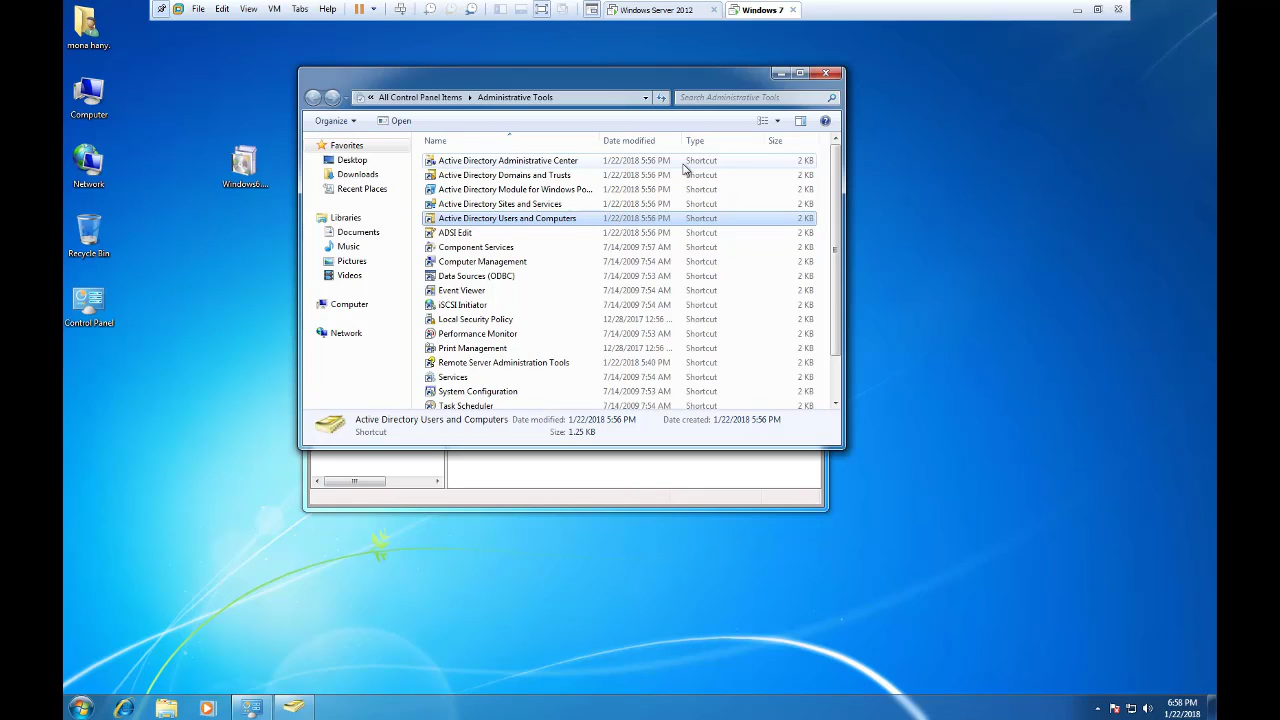 File Edit View VM Tabs Help Windows Server 2012 Windows 7
mona hany.
Computer
Network
Recycle Bin
Control Panel
Windows6....
All Control Panel Items Administrative Tools Search Administrative Tools
Organize Open
Favorites
Desktop
Downloads
Recent Places
Libraries
Documents
Music
Pictures
Videos
Computer
Network
Name Date modified Type Size
Active Directory Administrative Center 1/22/2018 5:56 PM Shortcut 2 KB
Active Directory Domains and Trusts 1/22/2018 5:56 PM Shortcut 2 KB
Active Directory Module for Windows Po... 1/22/2018 5:56 PM Shortcut 2 KB
Active Directory Sites and Services 1/22/2018 5:56 PM Shortcut 2 KB
Active Directory Users and Computers 1/22/2018 5:56 PM Shortcut 2 KB
ADSI Edit 1/22/2018 5:56 PM Shortcut 2 KB
Component Services 7/14/2009 7:57 AM Shortcut 2 KB
Computer Management 7/14/2009 7:54 AM Shortcut 2 KB
Data Sources (ODBC) 7/14/2009 7:53 AM Shortcut 2 KB
Event Viewer 7/14/2009 7:54 AM Shortcut 2 KB
iSCSI Initiator 7/14/2009 7:54 AM Shortcut 2 KB
Local Security Policy 12/28/2017 12:56 ... Shortcut 2 KB
Performance Monitor 7/14/2009 7:53 AM Shortcut 2 KB
Print Management 12/28/2017 12:56 ... Shortcut 2 KB
Remote Server Administration Tools 1/22/2018 5:40 PM Shortcut 2 KB
Services 7/14/2009 7:54 AM Shortcut 2 KB
System Configuration 7/14/2009 7:54 AM Shortcut 2 KB
Task Scheduler 7/14/2009 7:54 AM Shortcut 2 KB
Active Directory Users and Computers Date modified: 1/22/2018 5:56 PM Date created: 1/22/2018 5:56 PM
Shortcut Size: 1.25 KB
6:58 PM
1/22/2018